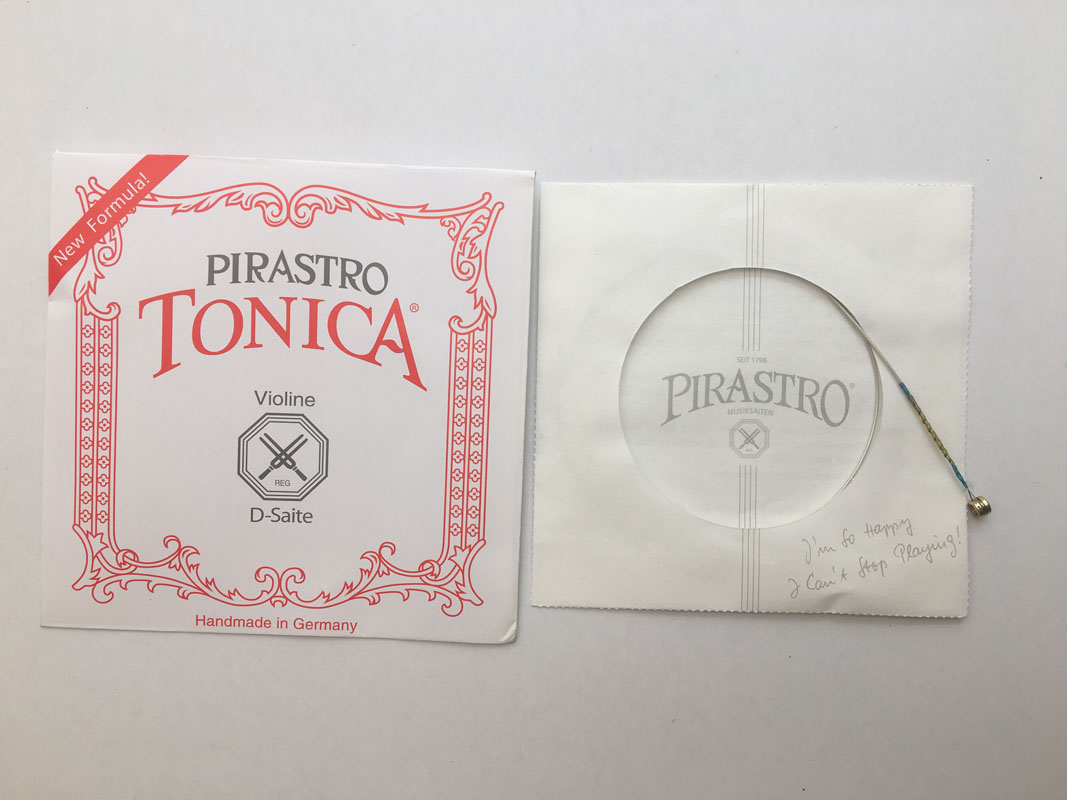 New Formula!
PIRASTRO
TONICA®
Violine
REG
D-Saite
Handmade in Germany
SEIT 1798
PIRASTRO®
MUSIKSAITEN
I'm So Happy
I Can't Stop Playing!